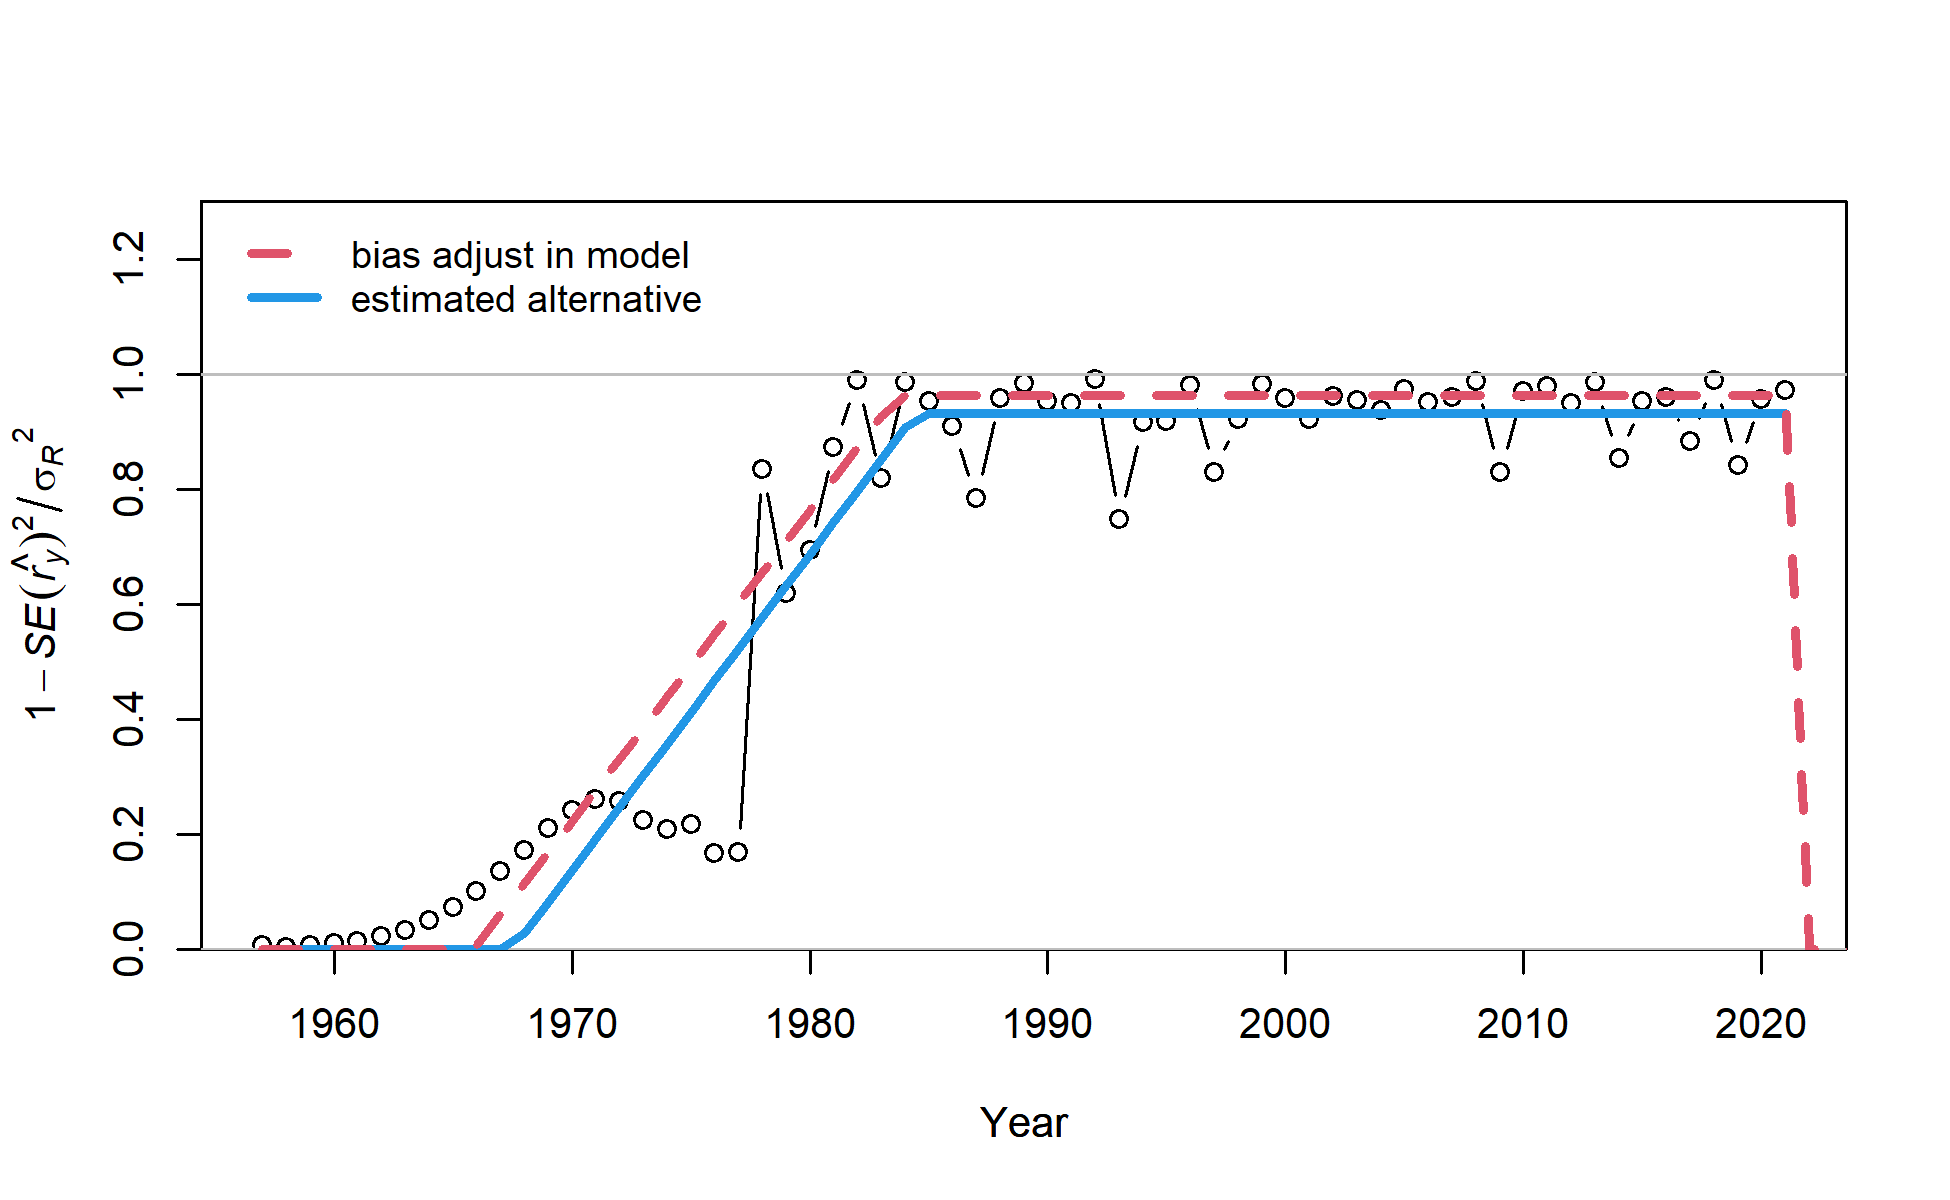 bias adjust in model
estimated alternative
1 − SE(r̂y)² / σR²
1.2
1.0
0.8
0.6
0.4
0.2
0.0
1960 1970 1980 1990 2000 2010 2020
Year